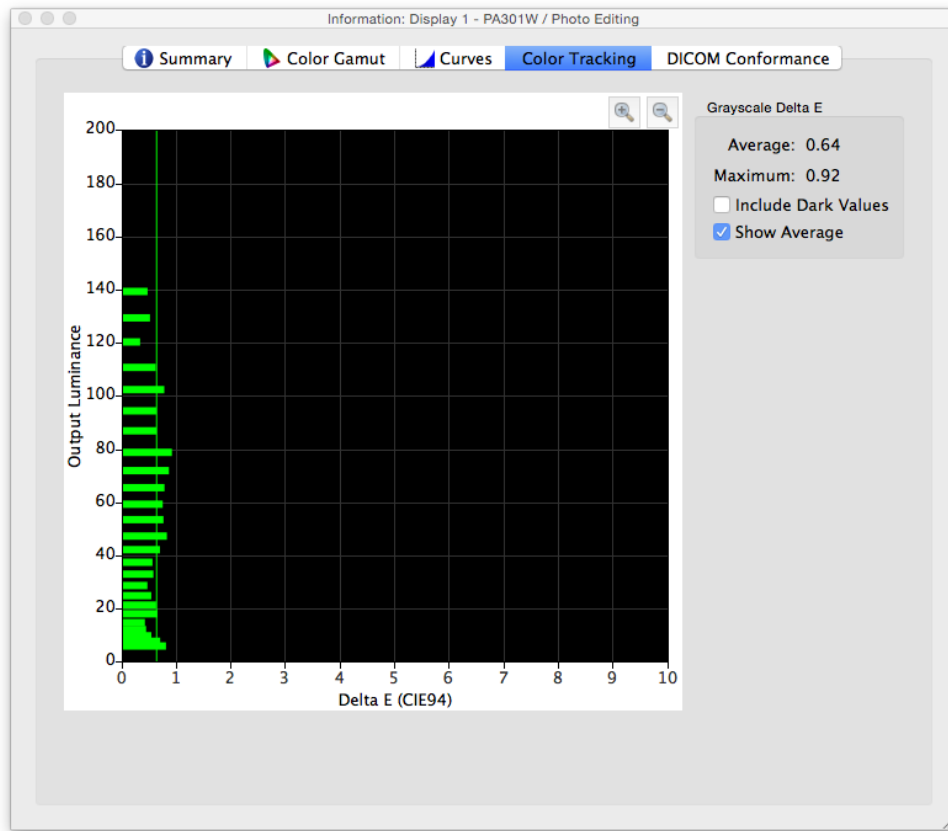 Information: Display 1 - PA301W / Photo Editing
Summary
Color Gamut
Curves
Color Tracking
DICOM Conformance
Grayscale Delta E
Average: 0.64
Maximum: 0.92
Include Dark Values
Show Average
200
180
160
140
120
100
80
60
40
20
0
Output Luminance
0 1 2 3 4 5 6 7 8 9 10
Delta E (CIE94)